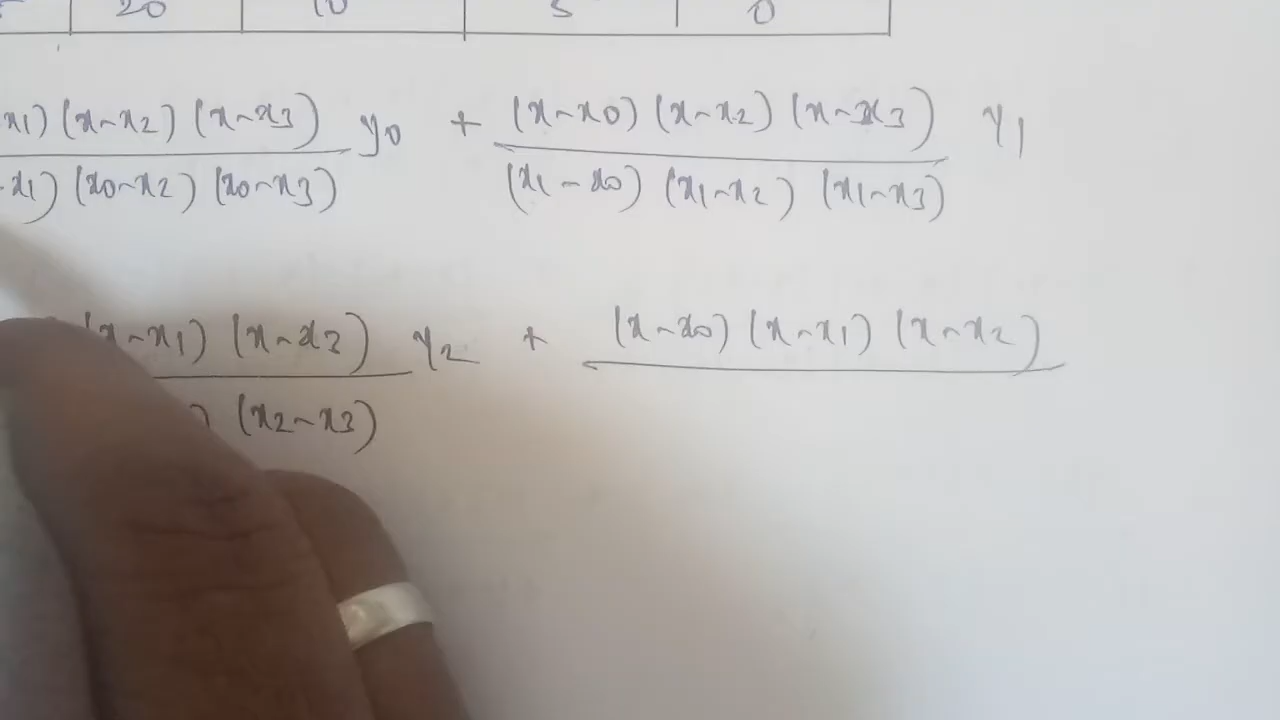 20 10 5 0
x1) (x-x2) (x-x3) y0 + (x-x0) (x-x2) (x-x3) y1
-x1) (x0-x2) (x0-x3) (x1-x0) (x1-x2) (x1-x3)
(x-x1) (x-x3) y2 + (x-x0) (x-x1) (x-x2)
) (x2-x3)